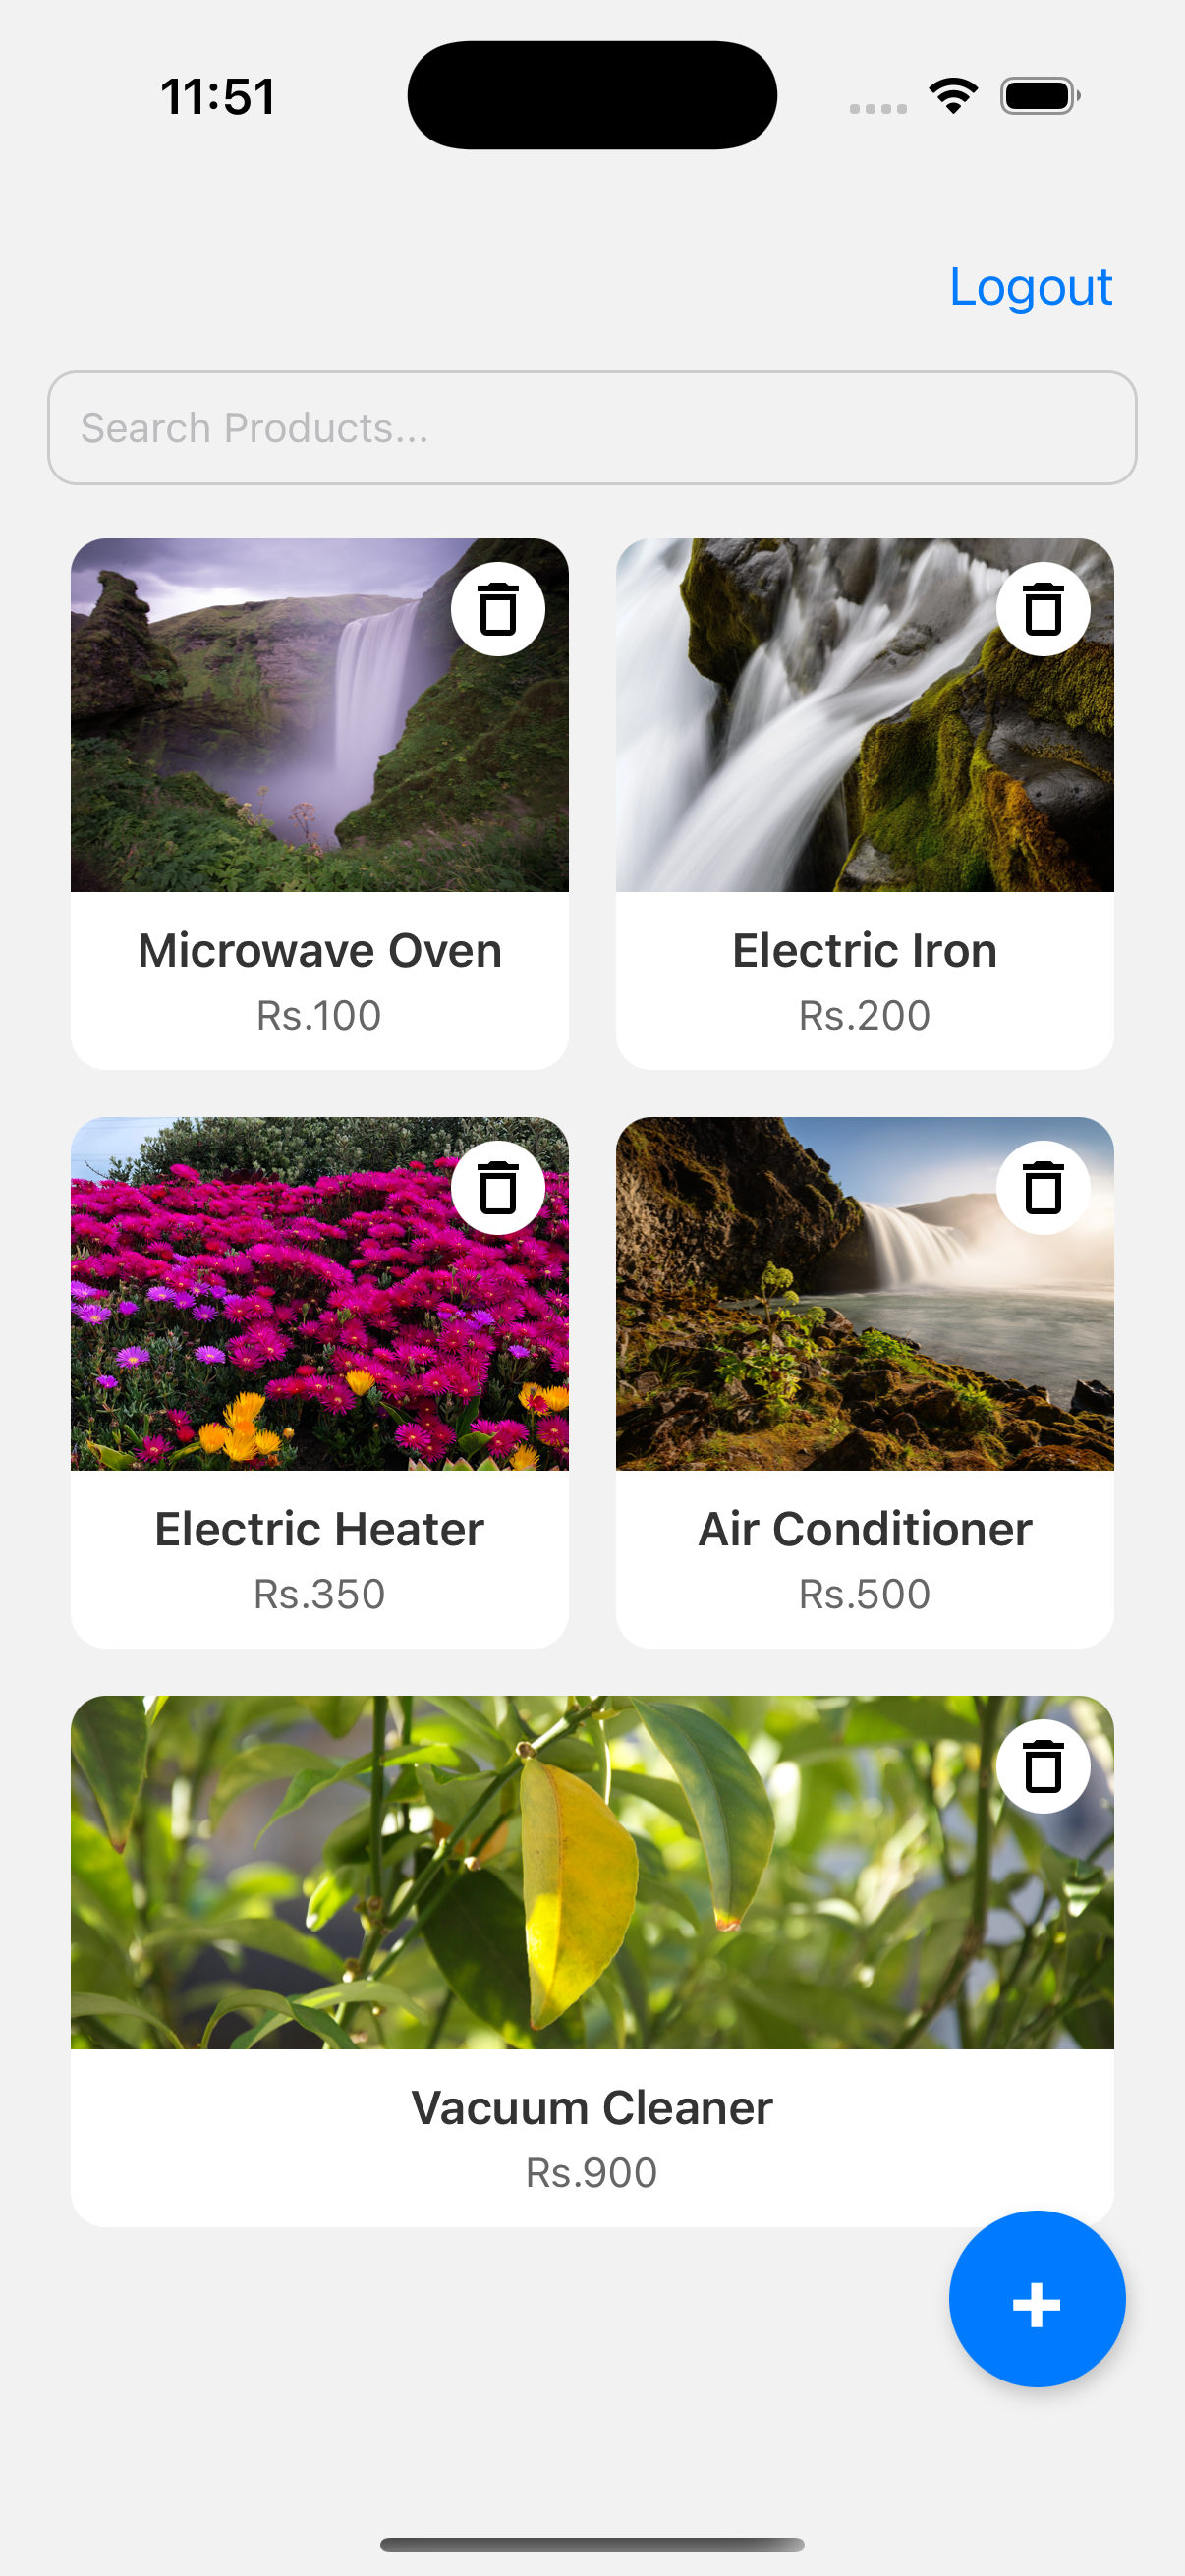 11:51
Logout
Search Products...
Microwave Oven
Rs.100
Electric Iron
Rs.200
Electric Heater
Rs.350
Air Conditioner
Rs.500
Vacuum Cleaner
Rs.900
+